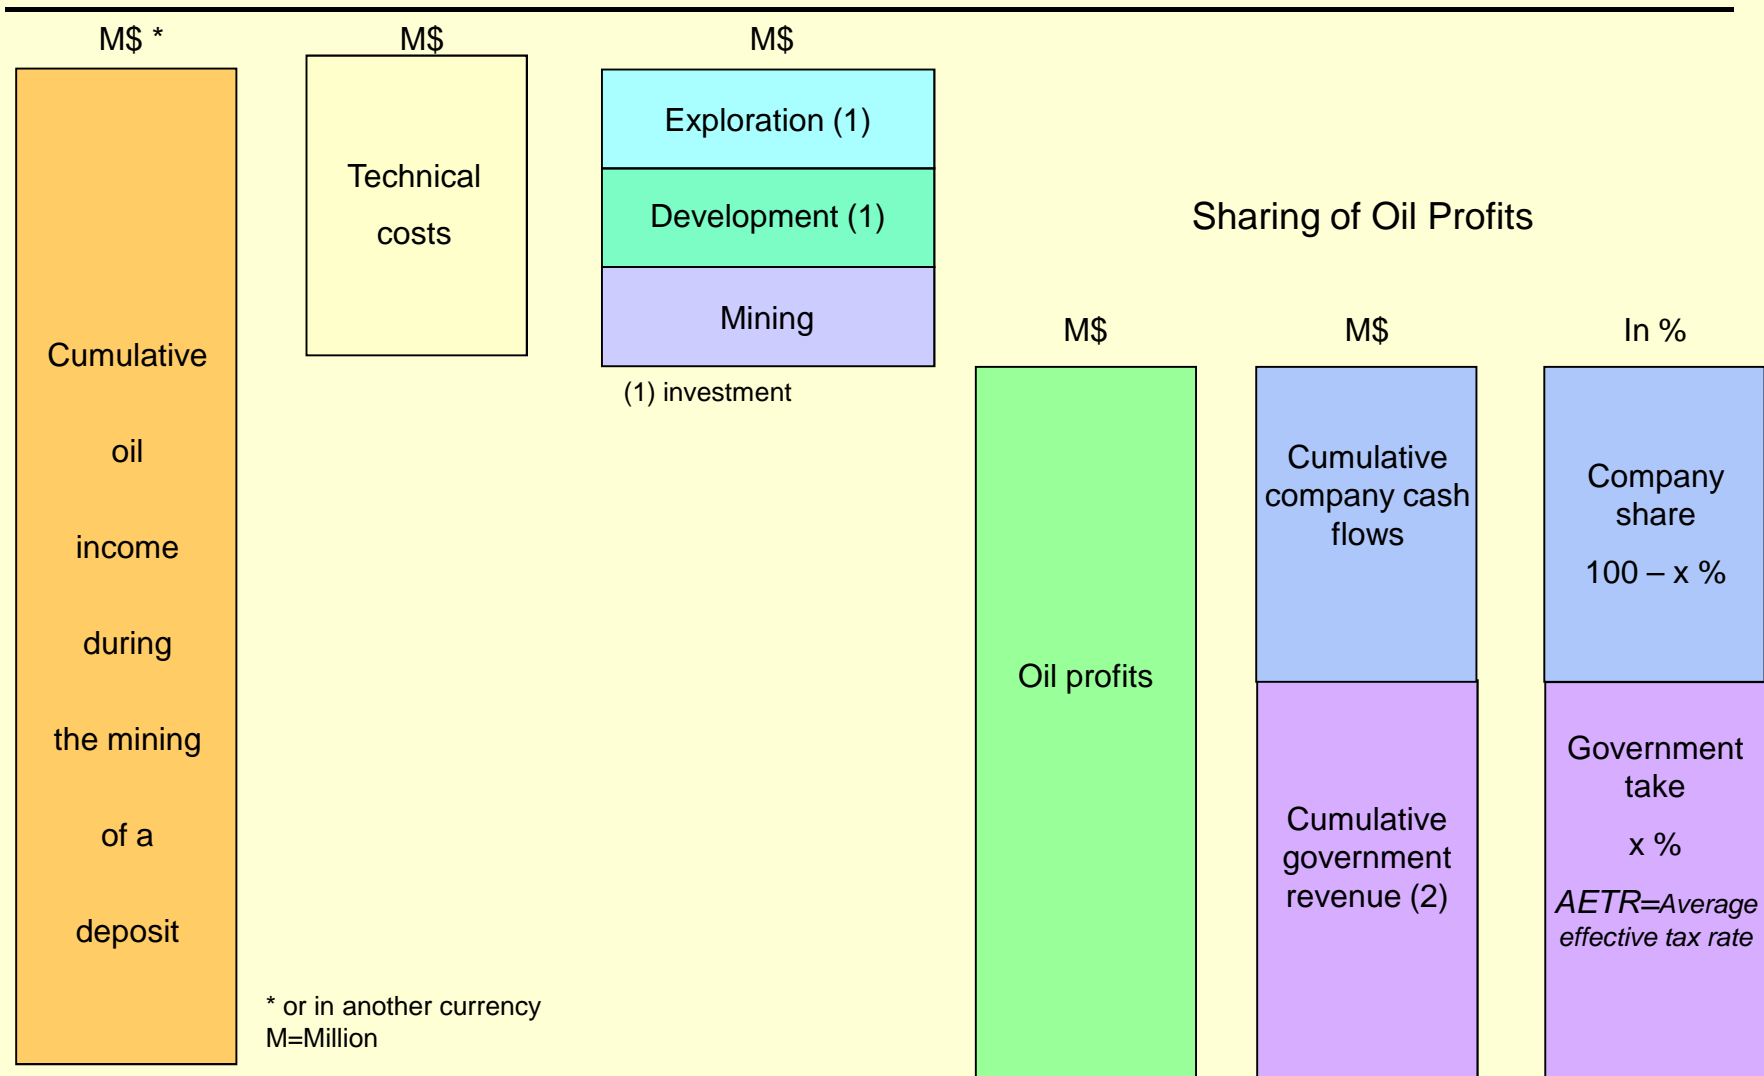 M$ *
Cumulative
oil
income
during
the mining
of a
deposit
M$
Technical
costs
M$
Exploration (1)
Development (1)
Mining
(1) investment
* or in another currency
M=Million
Sharing of Oil Profits
M$
Oil profits
M$
Cumulative
company cash
flows
Cumulative
government
revenue (2)
In %
Company
share
100 – x %
Government
take
x %
AETR=Average
effective tax rate